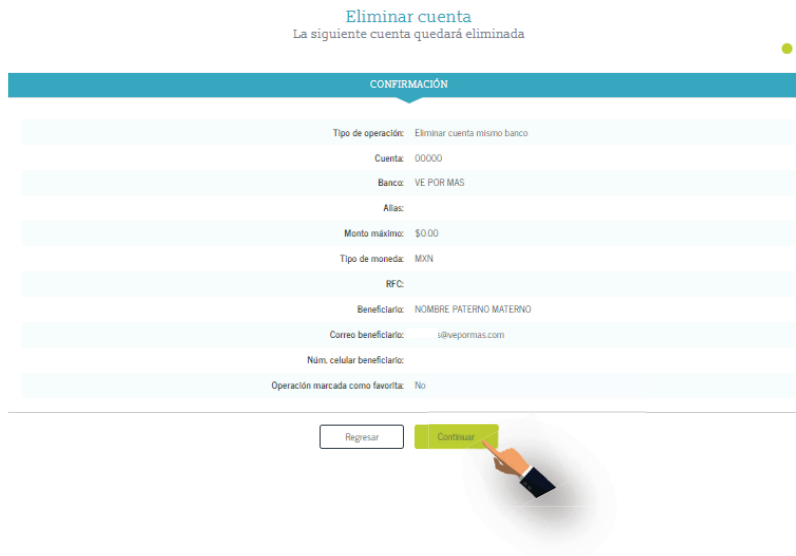 Eliminar cuenta
La siguiente cuenta quedará eliminada
CONFIRMACIÓN
Tipo de operación: Eliminar cuenta mismo banco
Cuenta: 00000
Banco: VE POR MAS
Alias:
Monto máximo: $0.00
Tipo de moneda: MXN
RFC:
Beneficiario: NOMBRE PATERNO MATERNO
Correo beneficiario: s@vepormas.com
Núm. celular beneficiario:
Operación marcada como favorita: No
Regresar Continuar